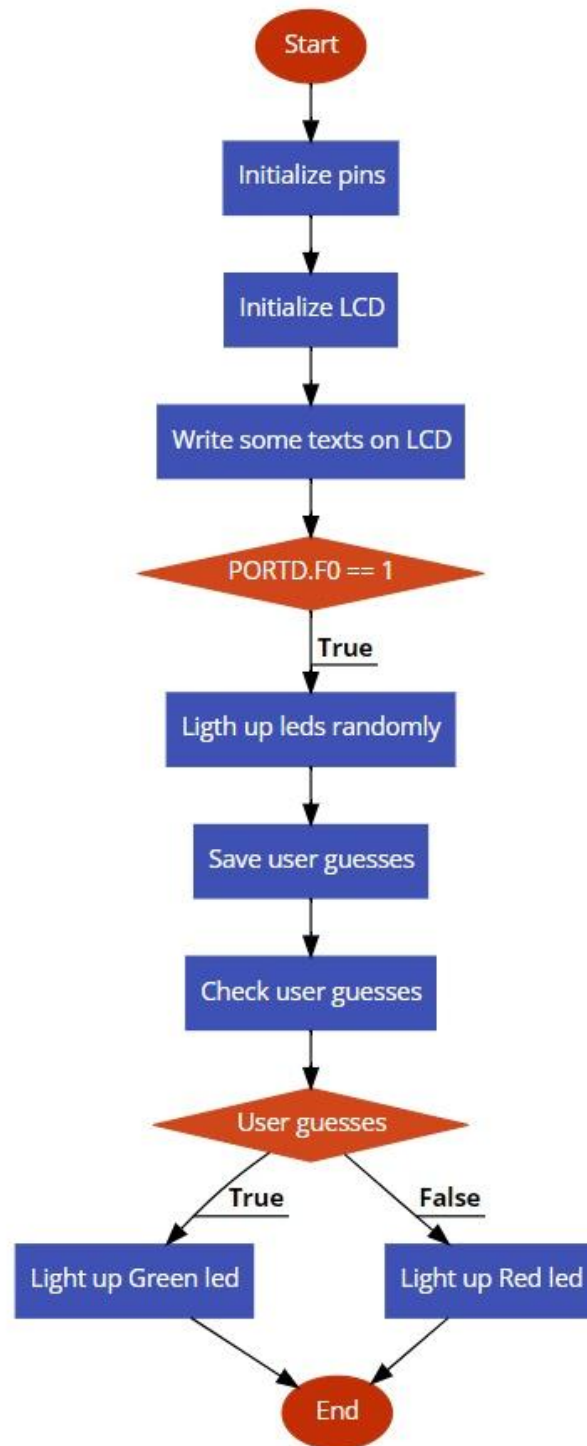 Start
Initialize pins
Initialize LCD
Write some texts on LCD
PORTD.F0 == 1
True
Ligth up leds randomly
Save user guesses
Check user guesses
User guesses
True
False
Light up Green led
Light up Red led
End